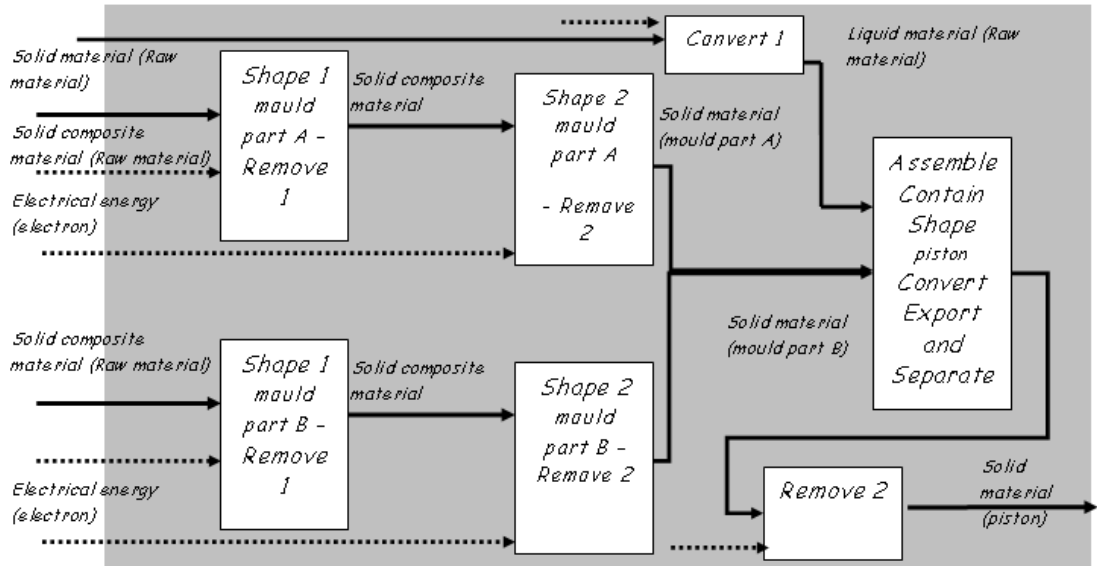 Solid material (Raw
material)
Solid composite
material (Raw material)
Electrical energy
(electron)
Shape 1
mould
part A –
Remove
1
Solid composite
material
Shape 2
mould
part A
– Remove
2
Convert 1
Liquid material (Raw
material)
Solid material
(mould part A)
Assemble
Contain
Shape
piston
Convert
Export
and
Separate
Solid composite
material (Raw material)
Electrical energy
(electron)
Shape 1
mould
part B –
Remove
1
Solid composite
material
Shape 2
mould
part B –
Remove 2
Solid material
(mould part B)
Remove 2
Solid
material
(piston)